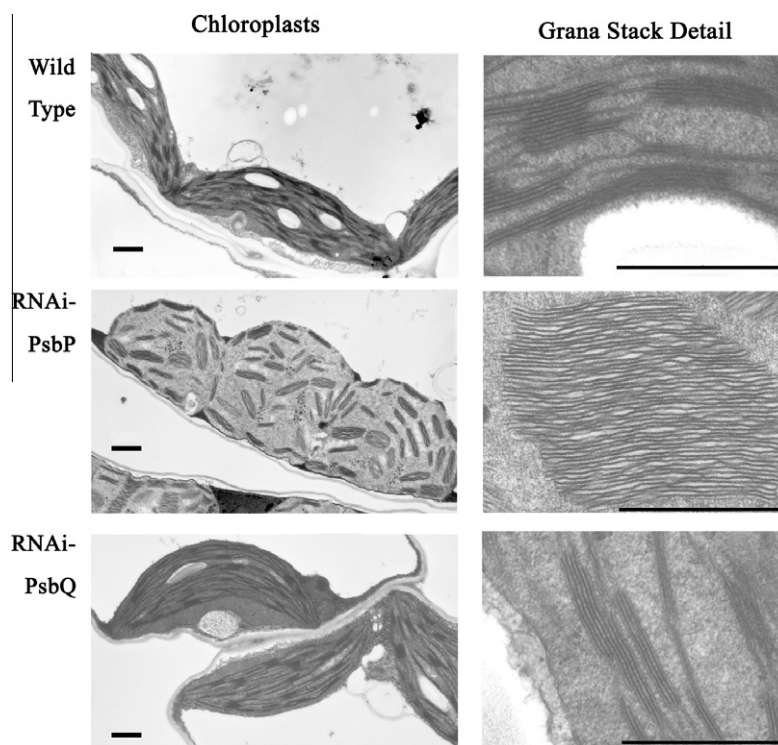 Chloroplasts
Grana Stack Detail
Wild
Type
RNAi-
PsbP
RNAi-
PsbQ